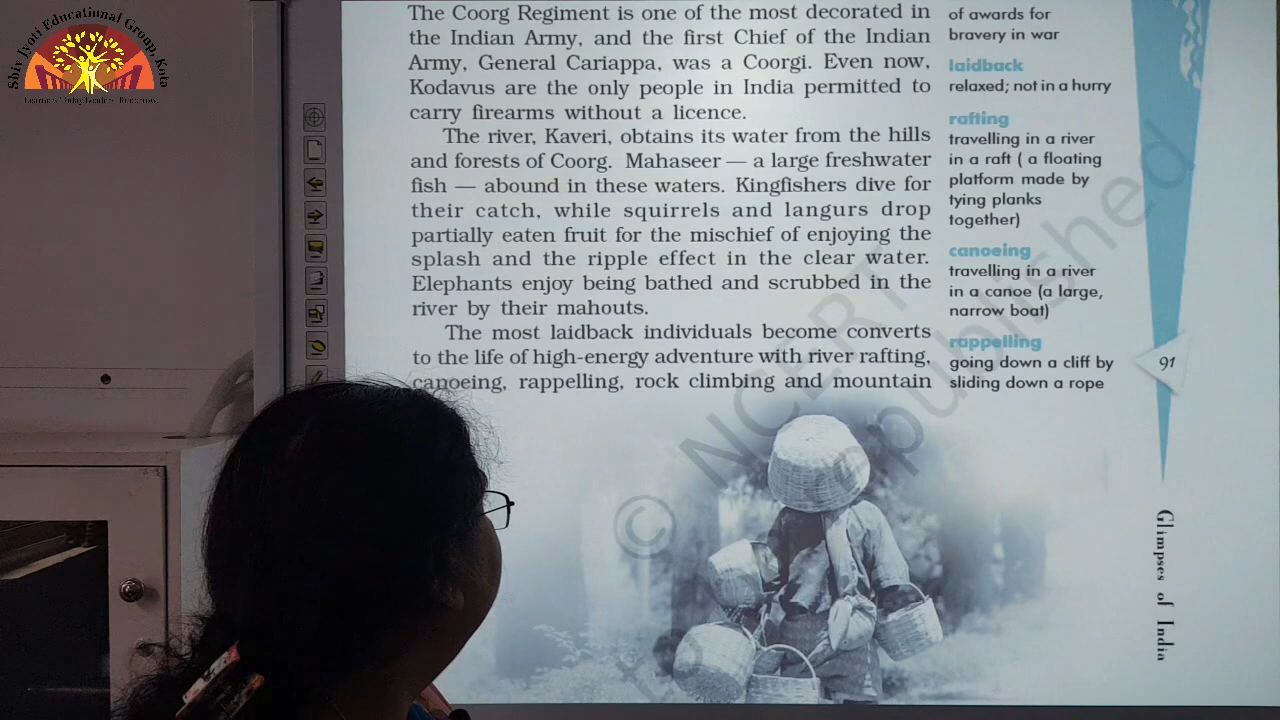 Shiv Jyoti Educational Group, Kota
The Coorg Regiment is one of the most decorated in
the Indian Army, and the first Chief of the Indian
Army, General Cariappa, was a Coorgi. Even now,
Kodavus are the only people in India permitted to
carry firearms without a licence.
The river, Kaveri, obtains its water from the hills
and forests of Coorg. Mahaseer — a large freshwater
fish — abound in these waters. Kingfishers dive for
their catch, while squirrels and langurs drop
partially eaten fruit for the mischief of enjoying the
splash and the ripple effect in the clear water.
Elephants enjoy being bathed and scrubbed in the
river by their mahouts.
The most laidback individuals become converts
to the life of high-energy adventure with river rafting,
canoeing, rappelling, rock climbing and mountain
of awards for
bravery in war
laidback
relaxed; not in a hurry
rafting
travelling in a river
in a raft ( a floating
platform made by
tying planks
together)
canoeing
travelling in a river
in a canoe (a large,
narrow boat)
rappelling
going down a cliff by
sliding down a rope
91
Glimpses of India
© NCERT
published